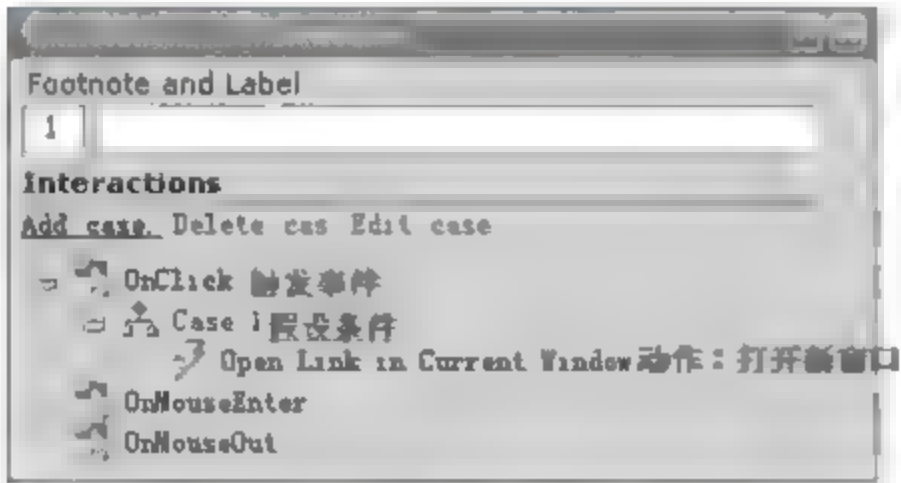 Footnote and Label
1
Interactions
Add case Delete cas Edit case
OnClick 触发事件
Case 1 假设条件
Open Link in Current Window 动作：打开新窗口
OnMouseEnter
OnMouseOut